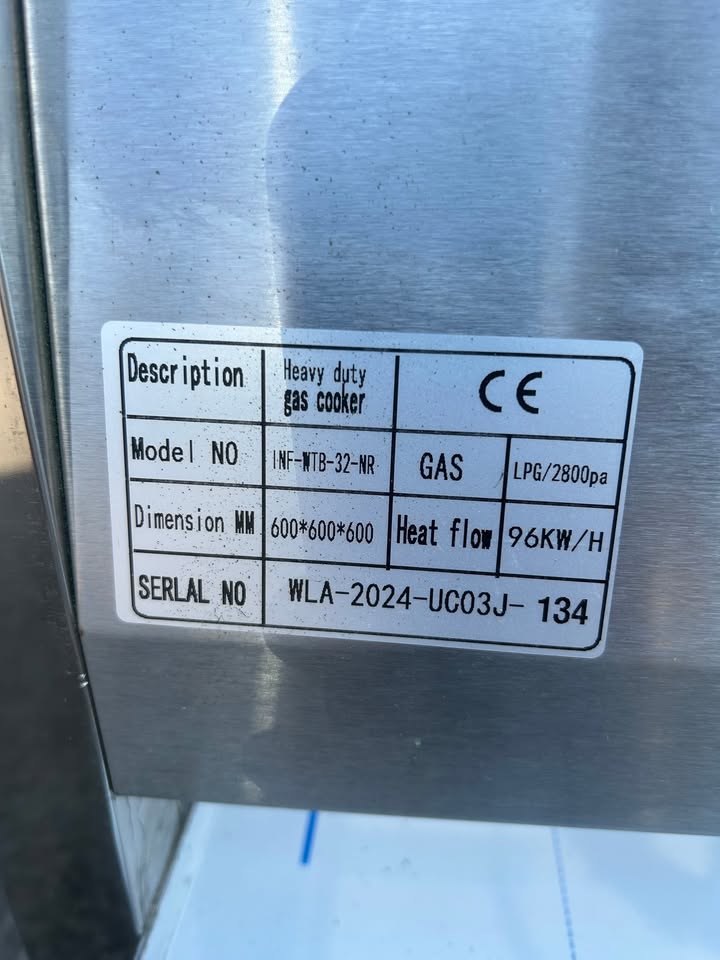 Description
Heavy duty
gas cooker
CE
Model NO
INF-WTB-32-NR
GAS
LPG/2800pa
Dimension MM
600*600*600
Heat flow
96KW/H
SERLAL NO
WLA-2024-UC03J- 134